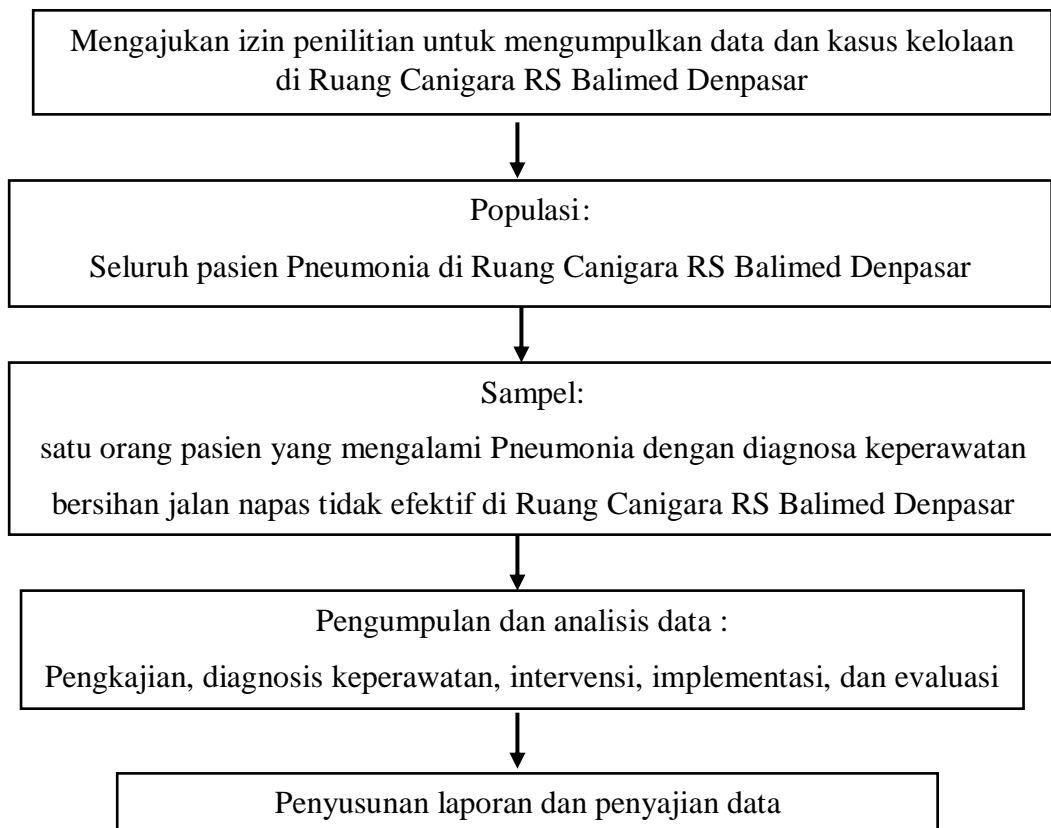 Mengajukan izin penilitian untuk mengumpulkan data dan kasus kelolaan
di Ruang Canigara RS Balimed Denpasar
Populasi:
Seluruh pasien Pneumonia di Ruang Canigara RS Balimed Denpasar
Sampel:
satu orang pasien yang mengalami Pneumonia dengan diagnosa keperawatan
bersihan jalan napas tidak efektif di Ruang Canigara RS Balimed Denpasar
Pengumpulan dan analisis data :
Pengkajian, diagnosis keperawatan, intervensi, implementasi, dan evaluasi
Penyusunan laporan dan penyajian data